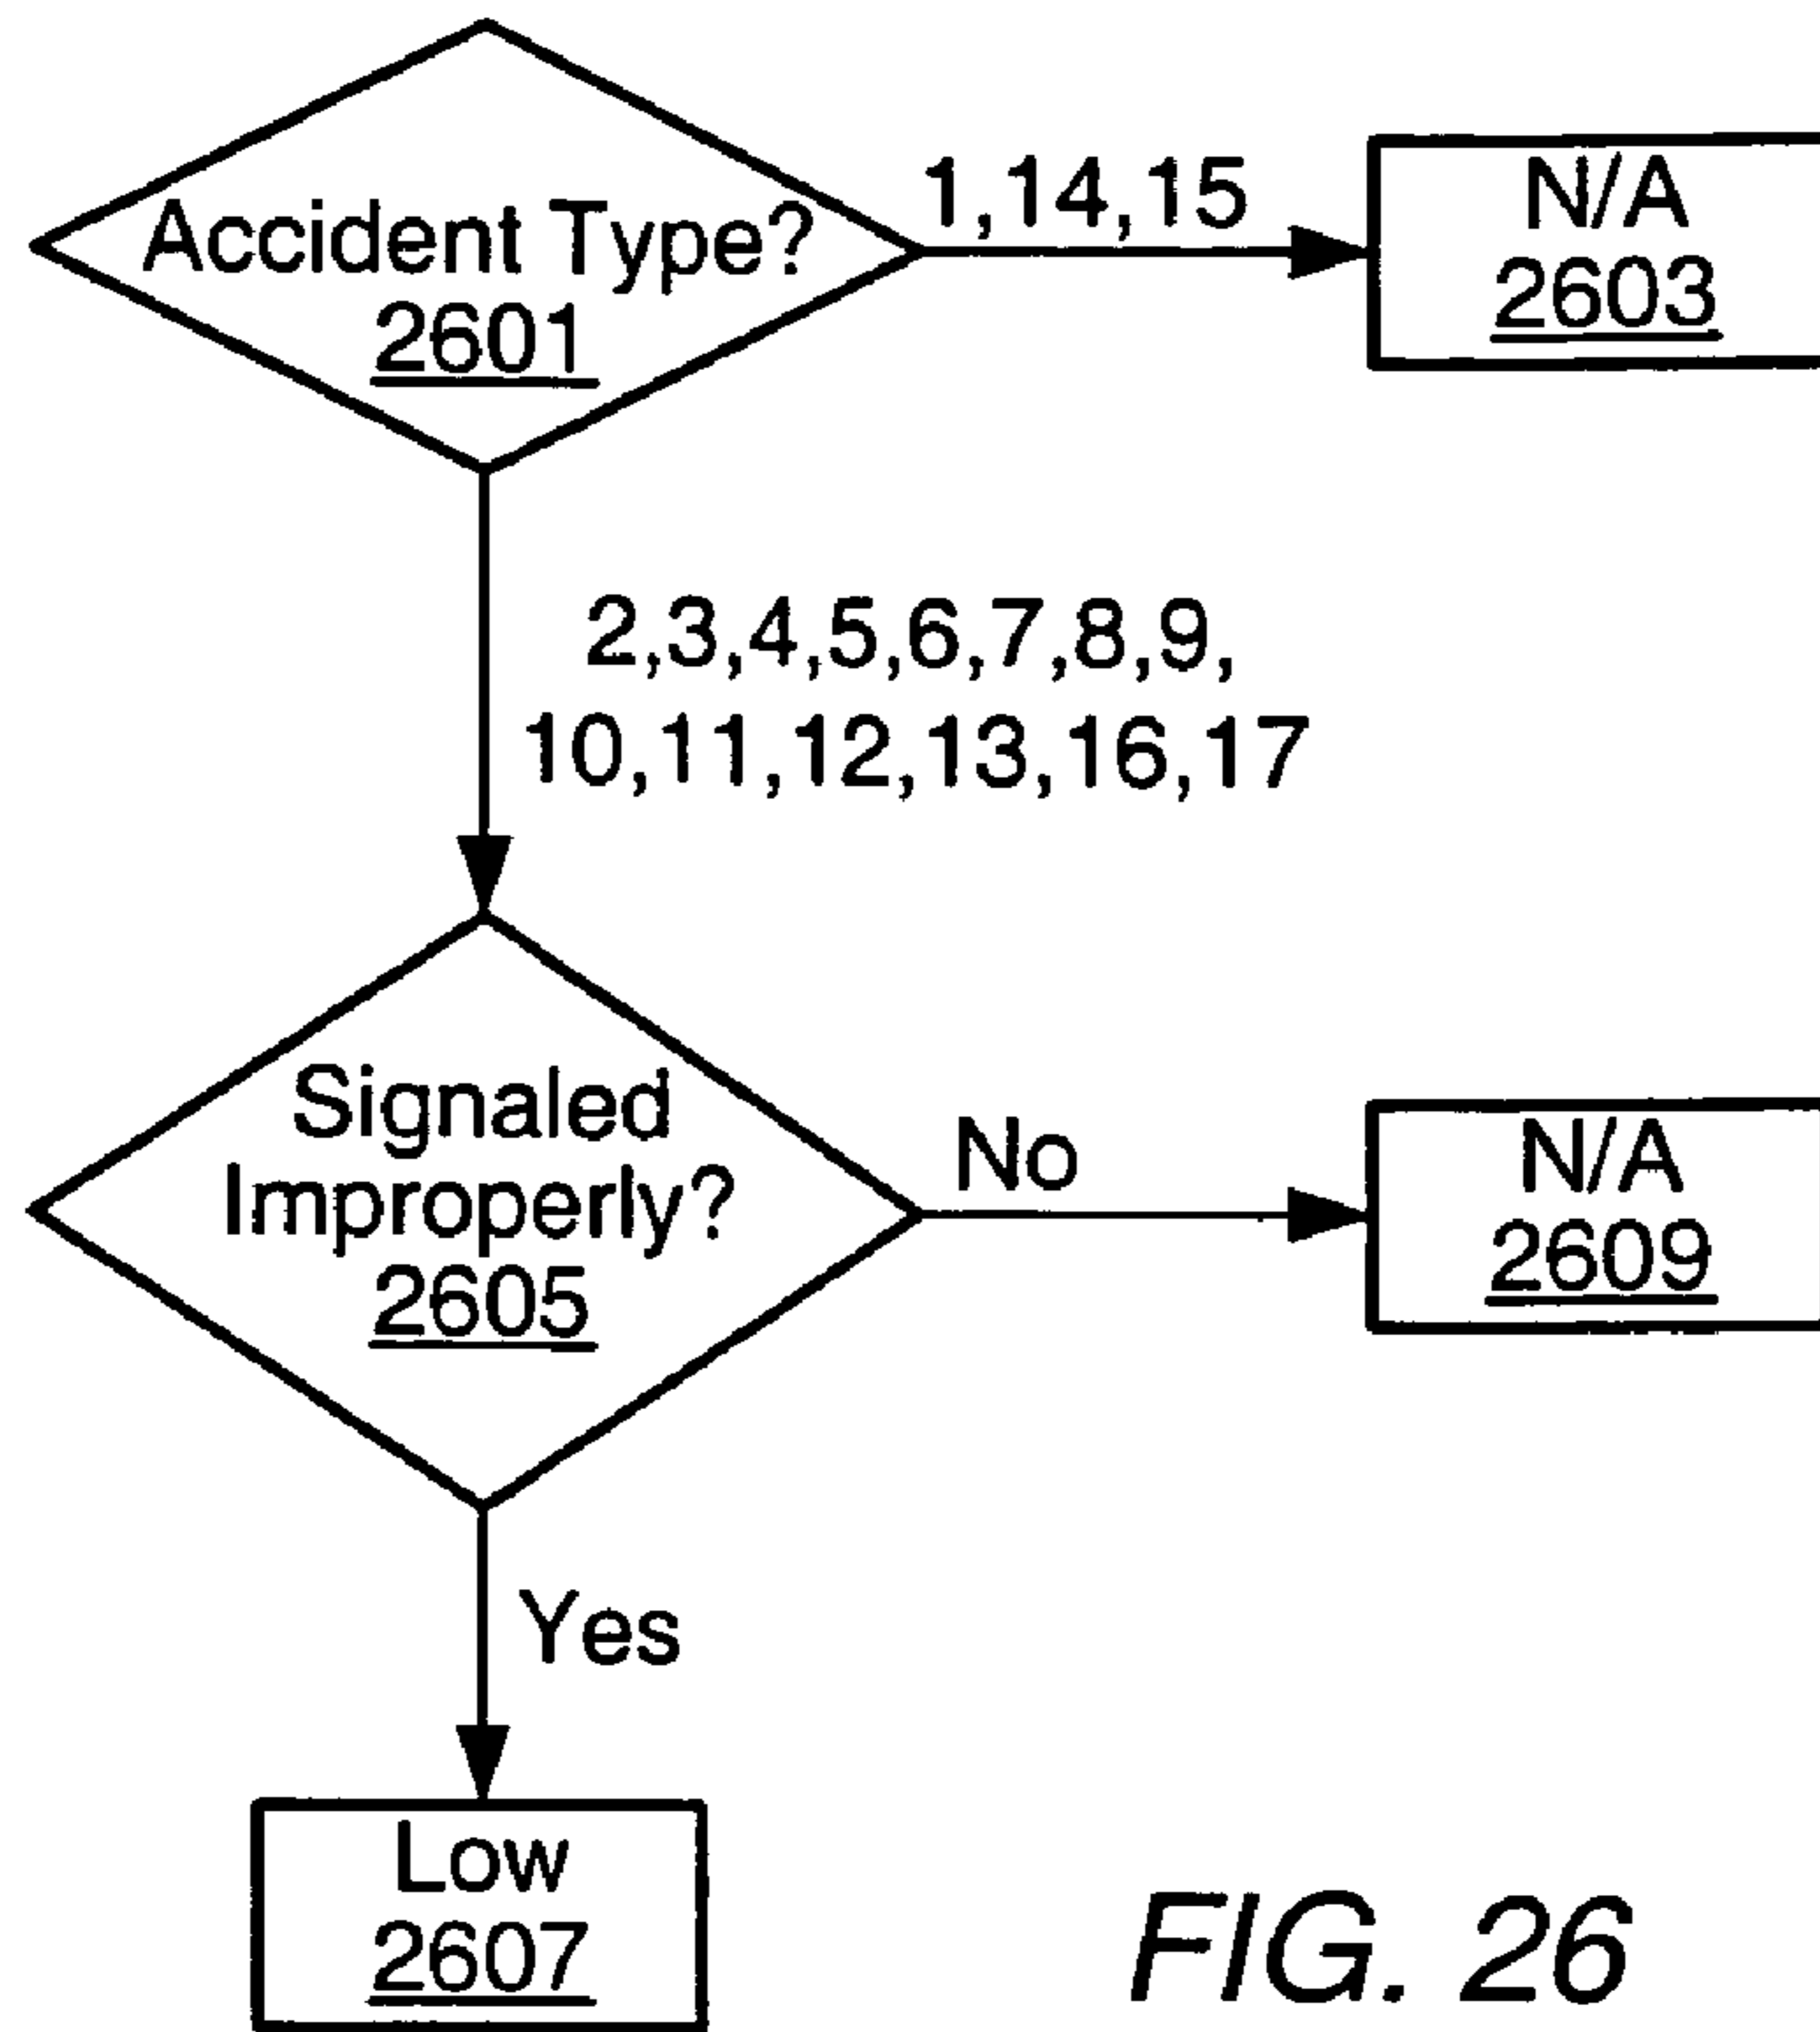 Accident Type?
2601
1,14,15
N/A
2603
2,3,4,5,6,7,8,9,
10,11,12,13,16,17
Signaled
Improperly?
2605
No
N/A
2609
Yes
Low
2607
FIG. 26